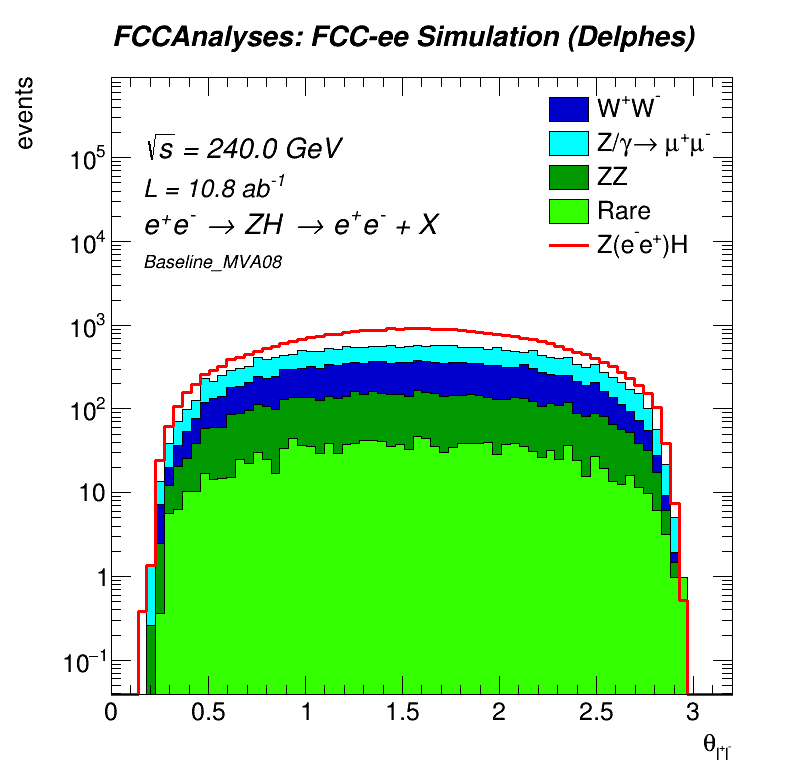 FCCAnalyses: FCC-ee Simulation (Delphes)
events
√s = 240.0 GeV
L = 10.8 ab⁻¹
e⁺e⁻ → ZH → e⁺e⁻ + X
Baseline_MVA08
W⁺W⁻
Z/γ→ μ⁺μ⁻
ZZ
Rare
Z(e⁻e⁺)H
10⁵
10⁴
10³
10²
10
1
10⁻¹
0 0.5 1 1.5 2 2.5 3
θ_l⁺l⁻